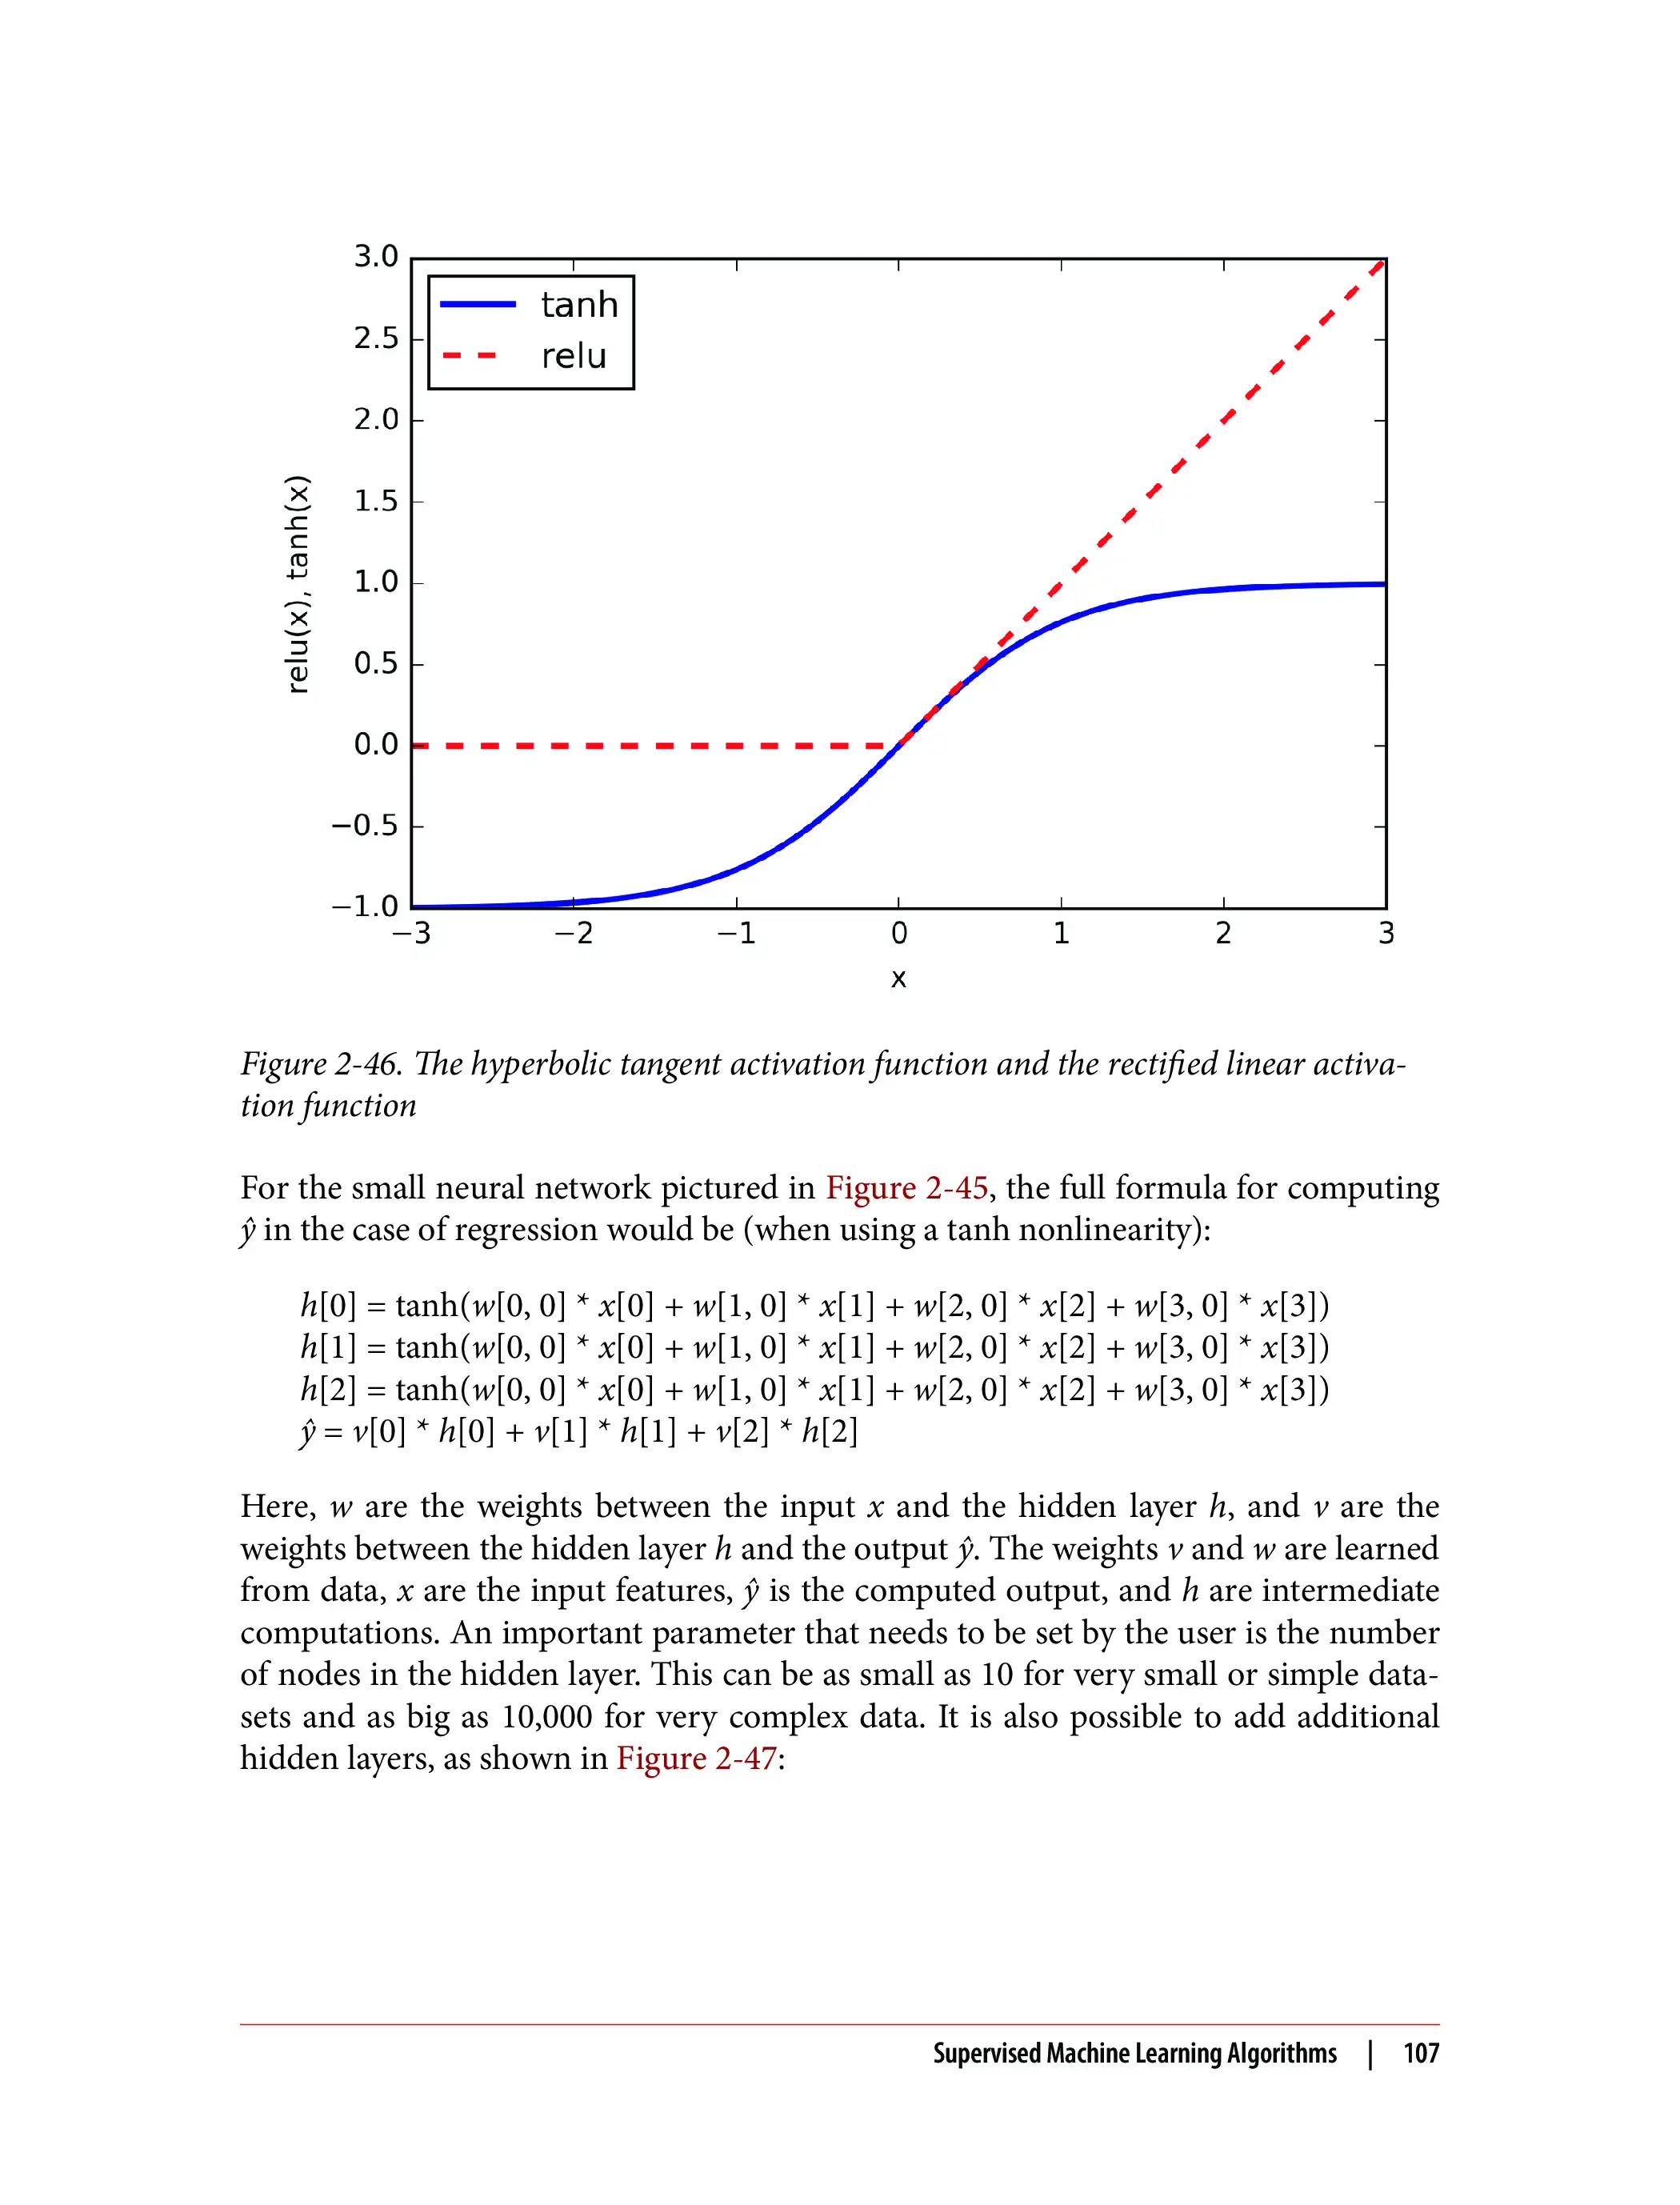 3.0
2.5
2.0
1.5
1.0
0.5
0.0
−0.5
−1.0
relu(x), tanh(x)
tanh
relu
−3 −2 −1 0 1 2 3
x
Figure 2-46. The hyperbolic tangent activation function and the rectified linear activa-
tion function
For the small neural network pictured in Figure 2-45, the full formula for computing
ŷ in the case of regression would be (when using a tanh nonlinearity):
h[0] = tanh(w[0, 0] * x[0] + w[1, 0] * x[1] + w[2, 0] * x[2] + w[3, 0] * x[3])
h[1] = tanh(w[0, 0] * x[0] + w[1, 0] * x[1] + w[2, 0] * x[2] + w[3, 0] * x[3])
h[2] = tanh(w[0, 0] * x[0] + w[1, 0] * x[1] + w[2, 0] * x[2] + w[3, 0] * x[3])
ŷ = v[0] * h[0] + v[1] * h[1] + v[2] * h[2]
Here, w are the weights between the input x and the hidden layer h, and v are the
weights between the hidden layer h and the output ŷ. The weights v and w are learned
from data, x are the input features, ŷ is the computed output, and h are intermediate
computations. An important parameter that needs to be set by the user is the number
of nodes in the hidden layer. This can be as small as 10 for very small or simple data-
sets and as big as 10,000 for very complex data. It is also possible to add additional
hidden layers, as shown in Figure 2-47:
Supervised Machine Learning Algorithms | 107